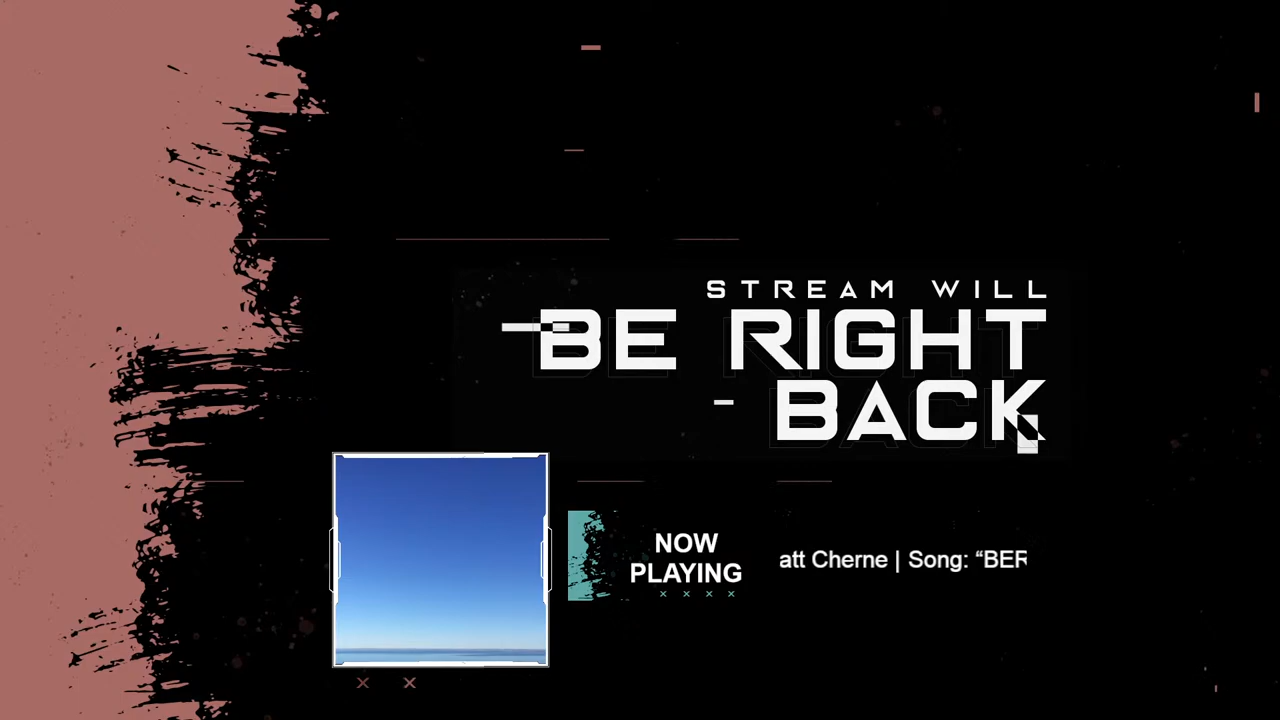 STREAM WILL
BE RIGHT
BACK
NOW
PLAYING
att Cherne | Song: “BER